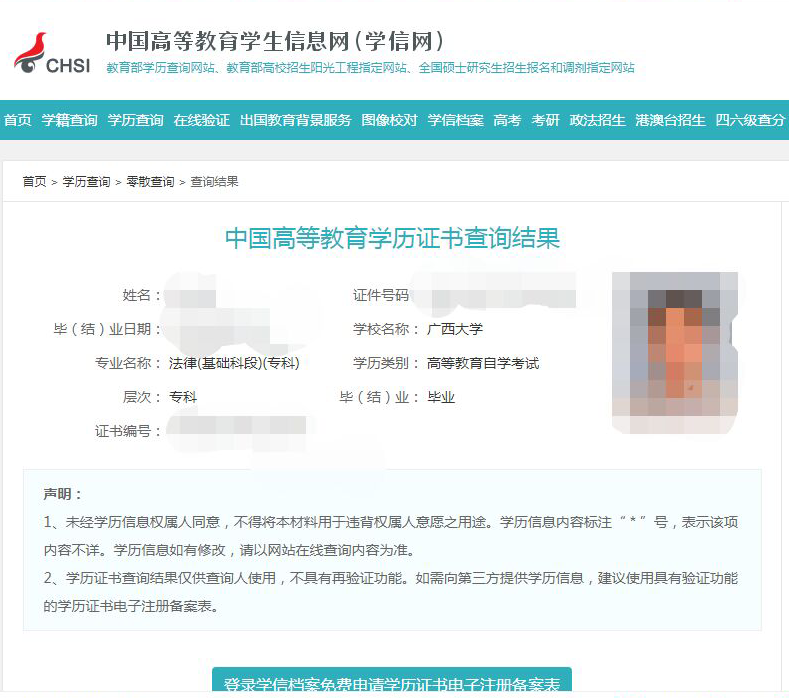 中国高等教育学生信息网(学信网)
CHSI
教育部学历查询网站、教育部高校招生阳光工程指定网站、全国硕士研究生招生报名和调剂指定网站
首页 学籍查询 学历查询 在线验证 出国教育背景服务 图像校对 学信档案 高考 考研 政法招生 港澳台招生 四六级查分
首页 > 学历查询 > 零散查询 > 查询结果
中国高等教育学历证书查询结果
姓名： 证件号码
毕（结）业日期： 学校名称： 广西大学
专业名称： 法律(基础科段)(专科) 学历类别： 高等教育自学考试
层次： 专科 毕（结）业： 毕业
证书编号：
声明：
1、未经学历信息权属人同意，不得将本材料用于违背权属人意愿之用途。学历信息内容标注“*”号，表示该项
内容不详。学历信息如有修改，请以网站在线查询内容为准。
2、学历证书查询结果仅供查询人使用，不具有再验证功能。如需向第三方提供学历信息，建议使用具有验证功能
的学历证书电子注册备案表。
登录学信档案免费申请学历证书电子注册备案表